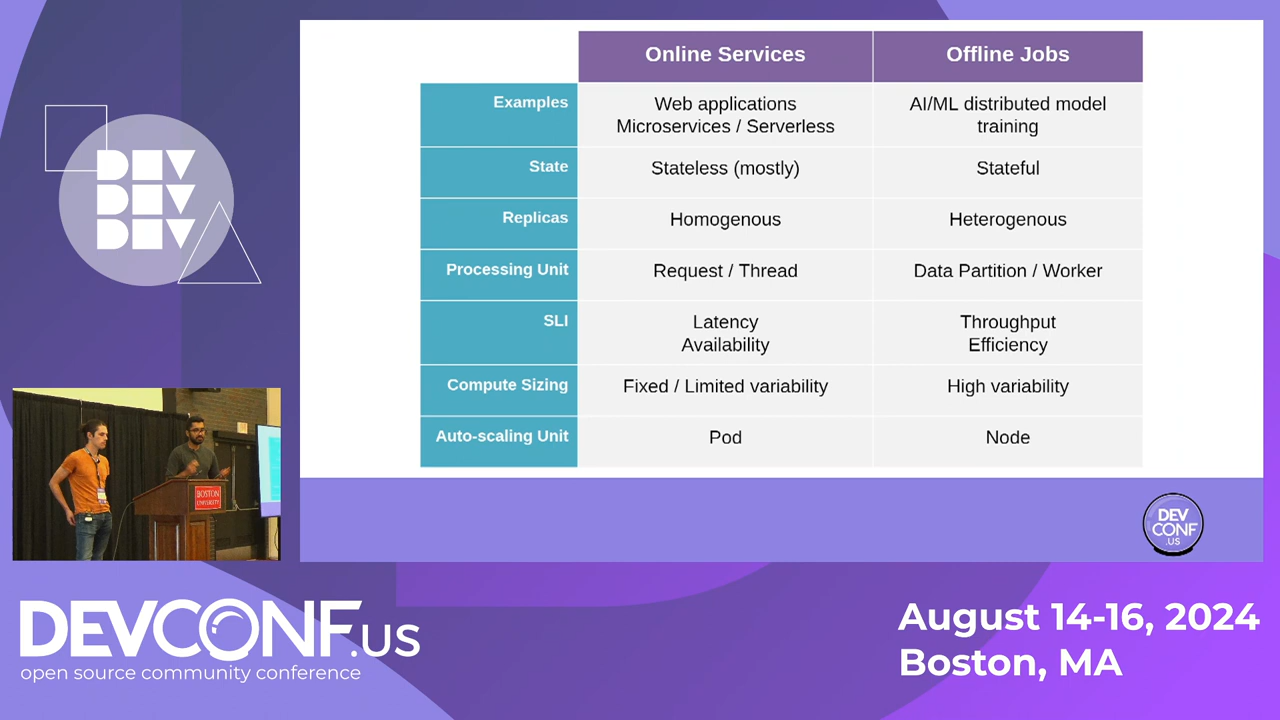 DEV
DEV
DEV
Online Services
Offline Jobs
Examples
Web applications
Microservices / Serverless
AI/ML distributed model
training
State
Stateless (mostly)
Stateful
Replicas
Homogenous
Heterogenous
Processing Unit
Request / Thread
Data Partition / Worker
SLI
Latency
Availability
Throughput
Efficiency
Compute Sizing
Fixed / Limited variability
High variability
Auto-scaling Unit
Pod
Node
BOSTON
UNIVERSITY
DEV
CONF
.US
DEVCONF.US
open source community conference
August 14-16, 2024
Boston, MA